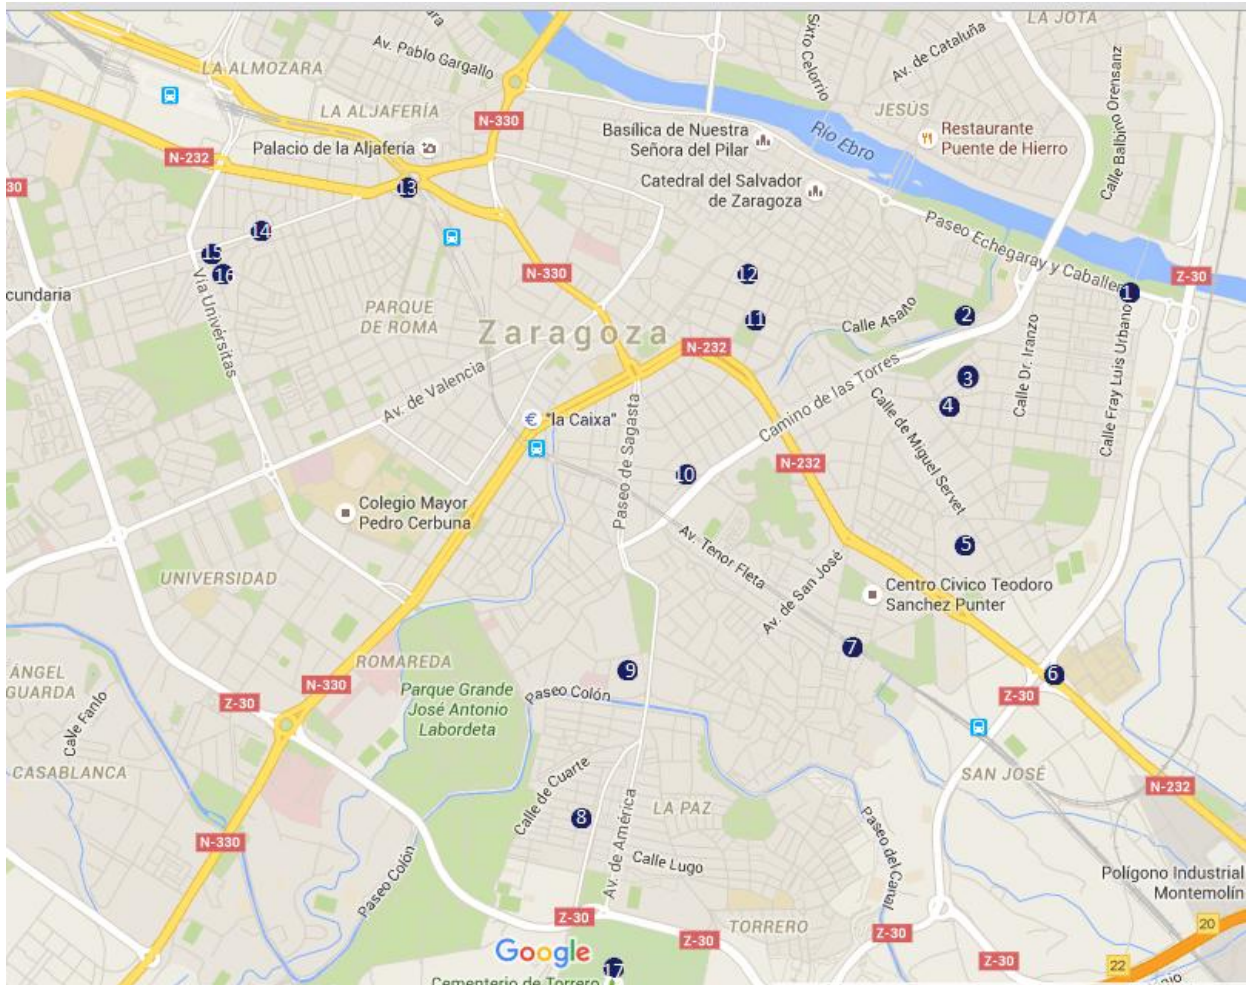 LA JOTA
Av. Pablo Gargallo
Sixto Celorrio
Av. de Cataluña
LA ALMOZARA
LA ALJAFERÍA
JESÚS
Calle Balbino Orensanz
N-330
Basílica de Nuestra
Señora del Pilar
Río Ebro
Restaurante
Puente de Hierro
Palacio de la Aljafería
N-232
Catedral del Salvador
de Zaragoza
30
13
Paseo Echegaray y Caballer
14
15
16
N-330
12
Z-30
1
cundaria
Vía Univérsitas
PARQUE
DE ROMA
Zaragoza
11
Calle Asalto
2
Calle Dr. Iranzo
Calle Fray Luis Urbano
N-232
Av. de Valencia
Camino de las Torres
3
4
Calle de Miguel Servet
"la Caixa"
Paseo de Sagasta
10
N-232
Colegio Mayor
Pedro Cerbuna
Av. Tenor Fleta
5
UNIVERSIDAD
Av. de San José
Centro Civico Teodoro
Sanchez Punter
7
ROMAREDA
9
6
ÁNGEL
GUARDA
N-330
Z-30
Parque Grande
José Antonio
Labordeta
Paseo Colón
Z-30
Calle Fanlo
CASABLANCA
SAN JOSÉ
N-232
Calle de Cuarte
8
LA PAZ
Av. de América
N-330
Paseo Colón
Calle Lugo
Paseo del Canal
Polígono Industrial
Montemolín
Z-30
TORRERO
Z-30
Z-30
20
Google
Z-30
22
17
Cementerio de Torrero